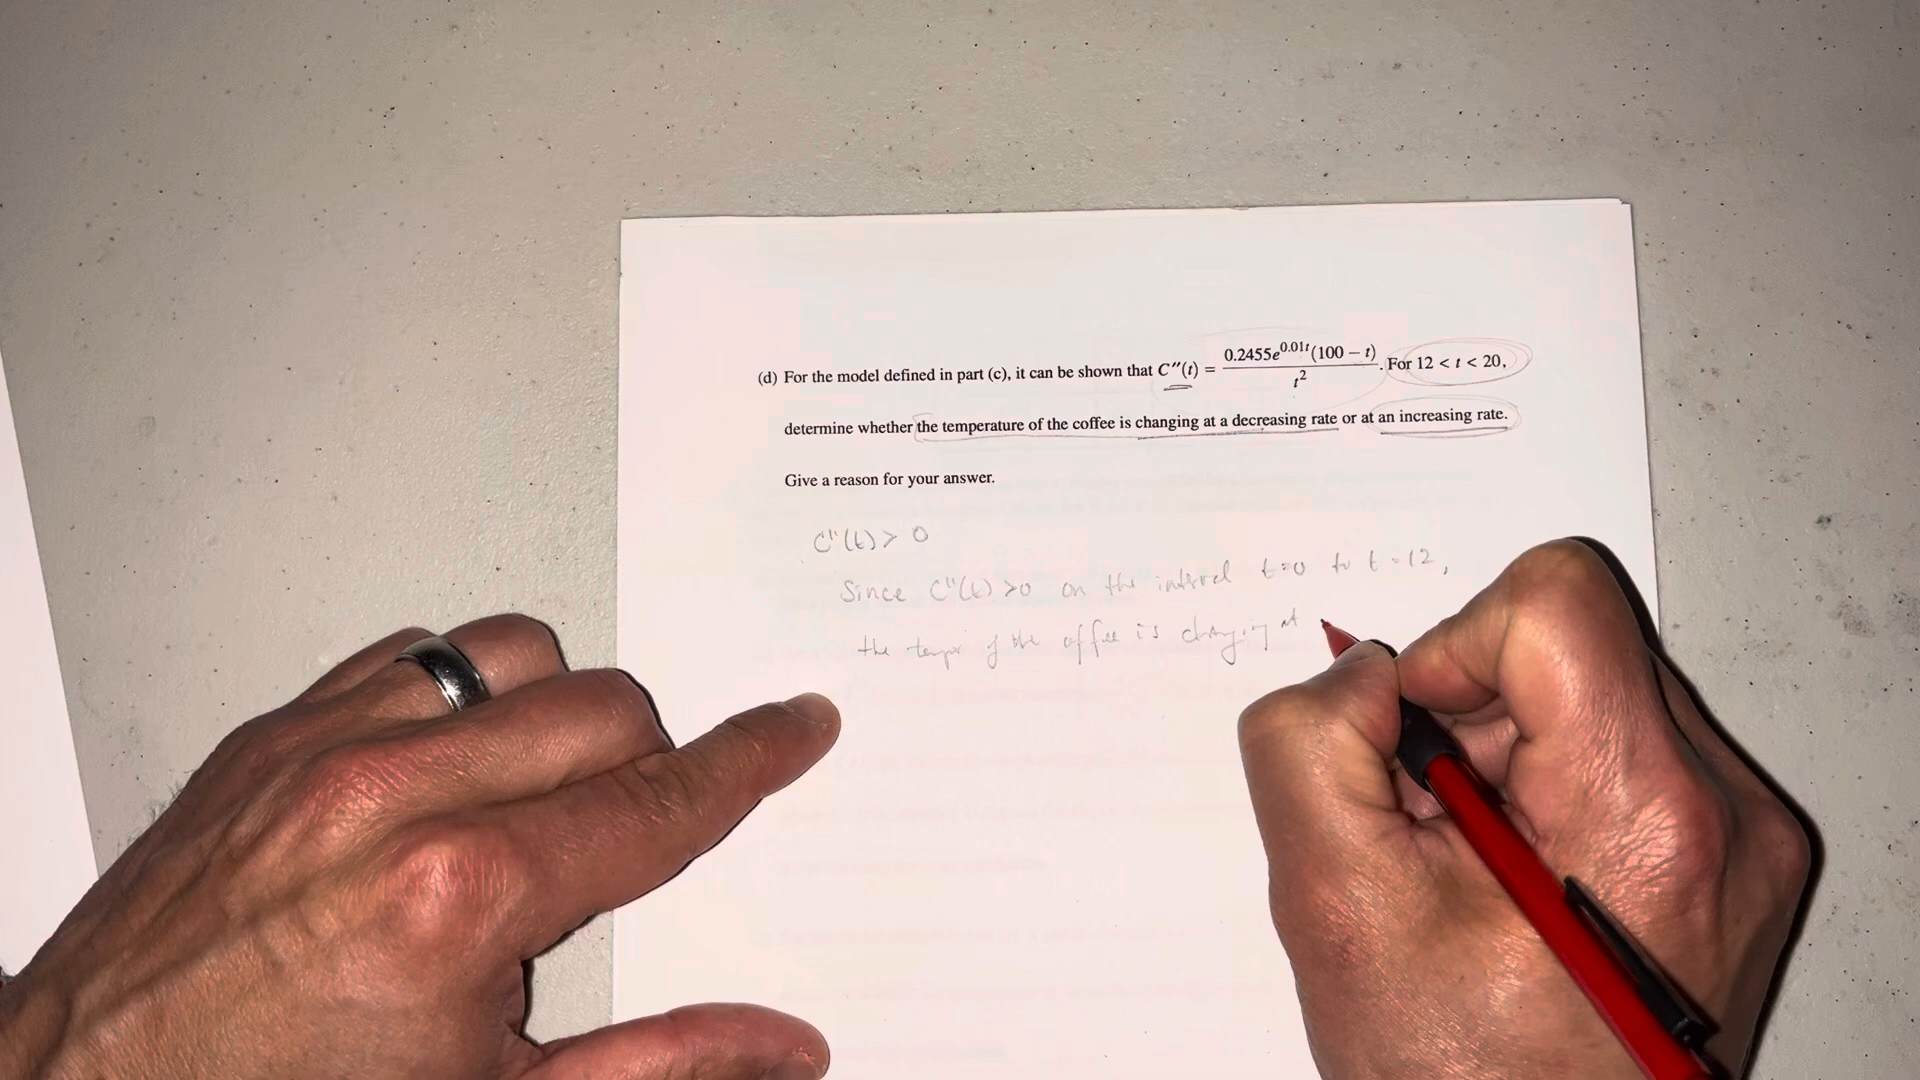 (d) For the model defined in part (c), it can be shown that C″(t) = 0.2455e^{0.01t}(100 − t) / t². For 12 < t < 20,
determine whether the temperature of the coffee is changing at a decreasing rate or at an increasing rate.
Give a reason for your answer.
C"(t) > 0
Since C"(t) >0 on the interval t=0 to t=12,
the temp of the coffee is changing at